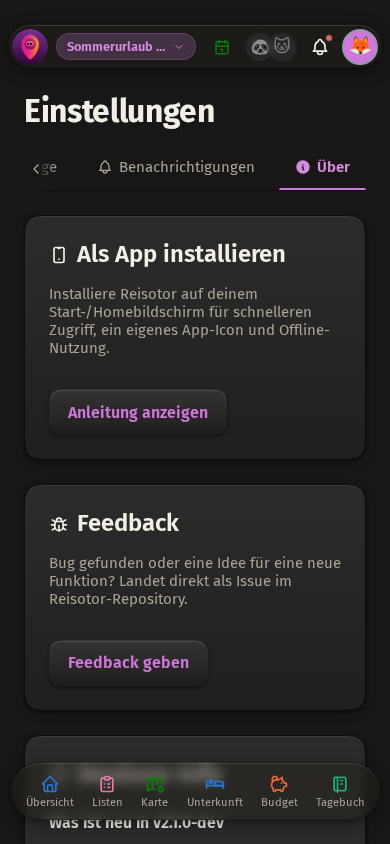 Sommerurlaub ...
Einstellungen
ge
Benachrichtigungen
Über
Als App installieren
Installiere Reisotor auf deinem
Start-/Homebildschirm für schnelleren
Zugriff, ein eigenes App-Icon und Offline-
Nutzung.
Anleitung anzeigen
Feedback
Bug gefunden oder eine Idee für eine neue
Funktion? Landet direkt als Issue im
Reisotor-Repository.
Feedback geben
Übersicht
Listen
Karte
Unterkunft
Budget
Tagebuch
Was ist neu in v2.1.0-dev